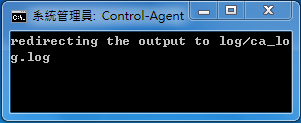 系統管理員: Control-Agent
redirecting the output to log/ca_lo
g.log